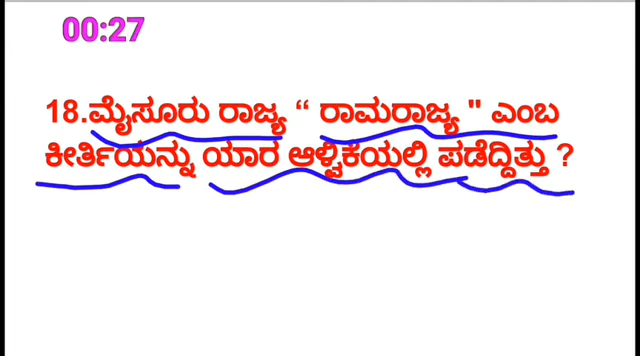 00:27
18.ಮೈಸೂರು ರಾಜ್ಯ “ ರಾಮರಾಜ್ಯ " ಎಂಬ
ಕೀರ್ತಿಯನ್ನು ಯಾರ ಆಳ್ವಿಕೆಯಲ್ಲಿ ಪಡೆದ್ದಿತ್ತು ?